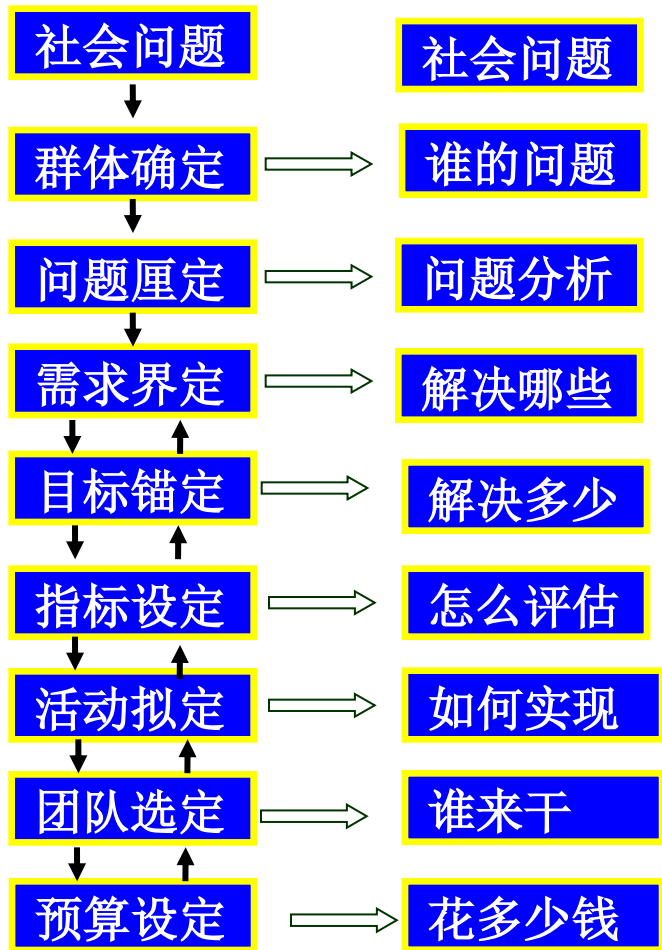 社会问题
社会问题
群体确定
谁的问题
问题厘定
问题分析
需求界定
解决哪些
目标锚定
解决多少
指标设定
怎么评估
活动拟定
如何实现
团队选定
谁来干
预算设定
花多少钱